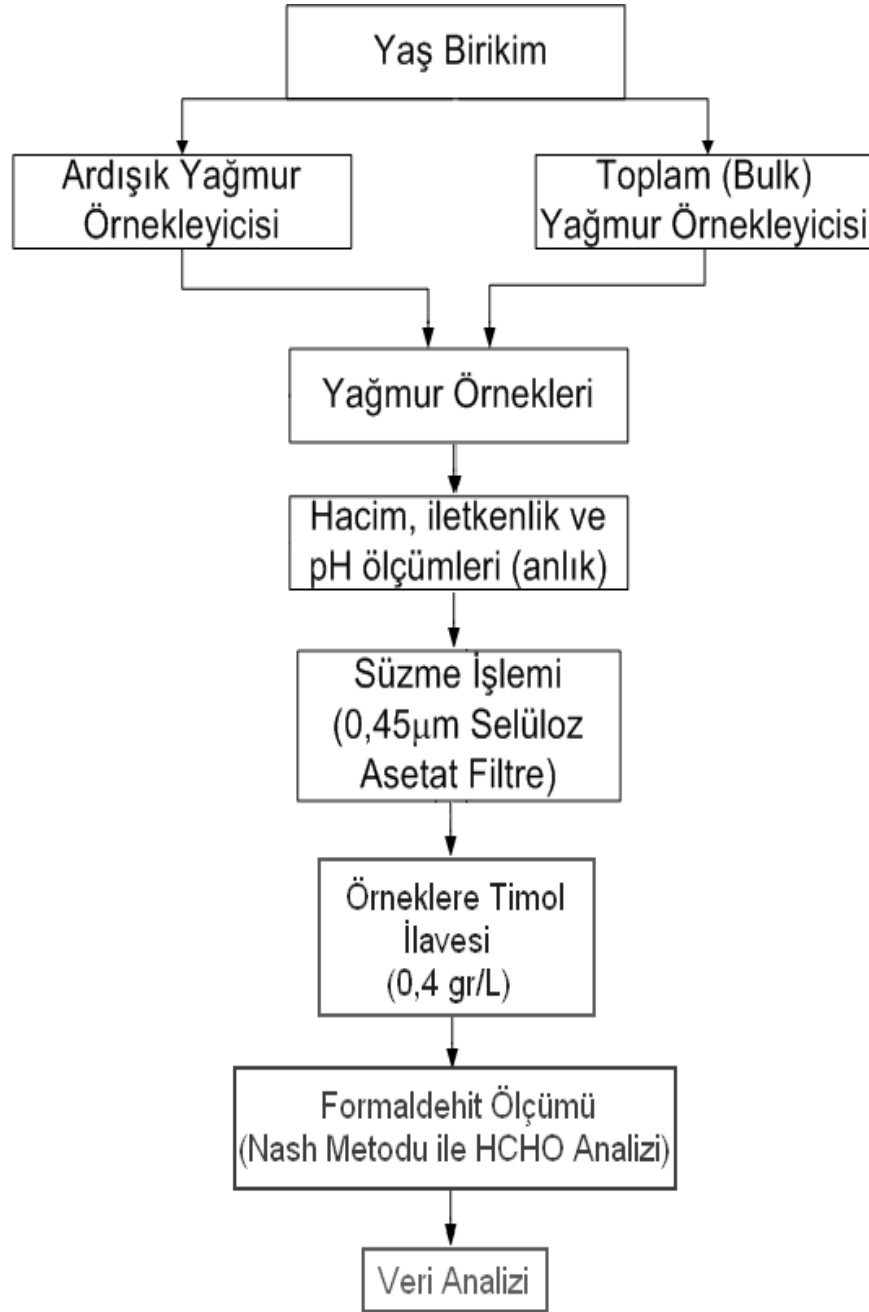 Yaş Birikim
Ardışık Yağmur
Örnekleyicisi
Toplam (Bulk)
Yağmur Örnekleyicisi
Yağmur Örnekleri
Hacim, iletkenlik ve
pH ölçümleri (anlık)
Süzme İşlemi
(0,45µm Selüloz
Asetat Filtre)
Örneklere Timol
İlavesi
(0,4 gr/L)
Formaldehit Ölçümü
(Nash Metodu ile HCHO Analizi)
Veri Analizi